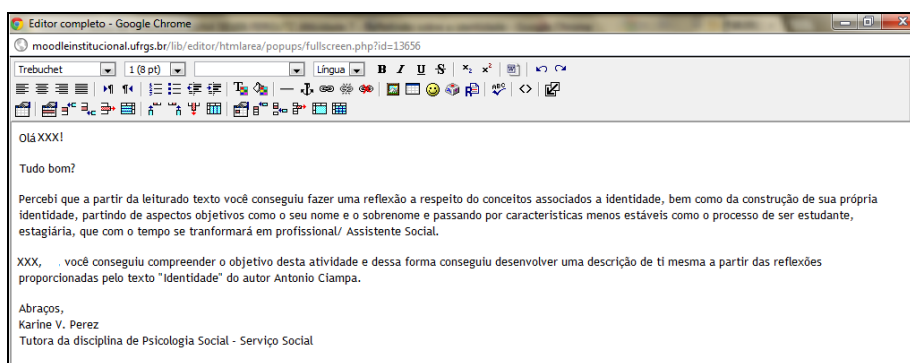 Editor completo - Google Chrome
moodleinstitucional.ufrgs.br/lib/editor/htmlarea/popups/fullscreen.php?id=13656
Trebuchet 1 (8 pt) Língua B I U S x₂ x²
Olá XXX!
Tudo bom?
Percebi que a partir da leiturado texto você conseguiu fazer uma reflexão a respeito do conceitos associados a identidade, bem como da construção de sua própria
identidade, partindo de aspectos objetivos como o seu nome e o sobrenome e passando por caracteristicas menos estáveis como o processo de ser estudante,
estagiária, que com o tempo se tranformará em profissional/ Assistente Social.
XXX, você conseguiu compreender o objetivo desta atividade e dessa forma conseguiu desenvolver uma descrição de ti mesma a partir das reflexões
proporcionadas pelo texto "Identidade" do autor Antonio Ciampa.
Abraços,
Karine V. Perez
Tutora da disciplina de Psicologia Social - Serviço Social